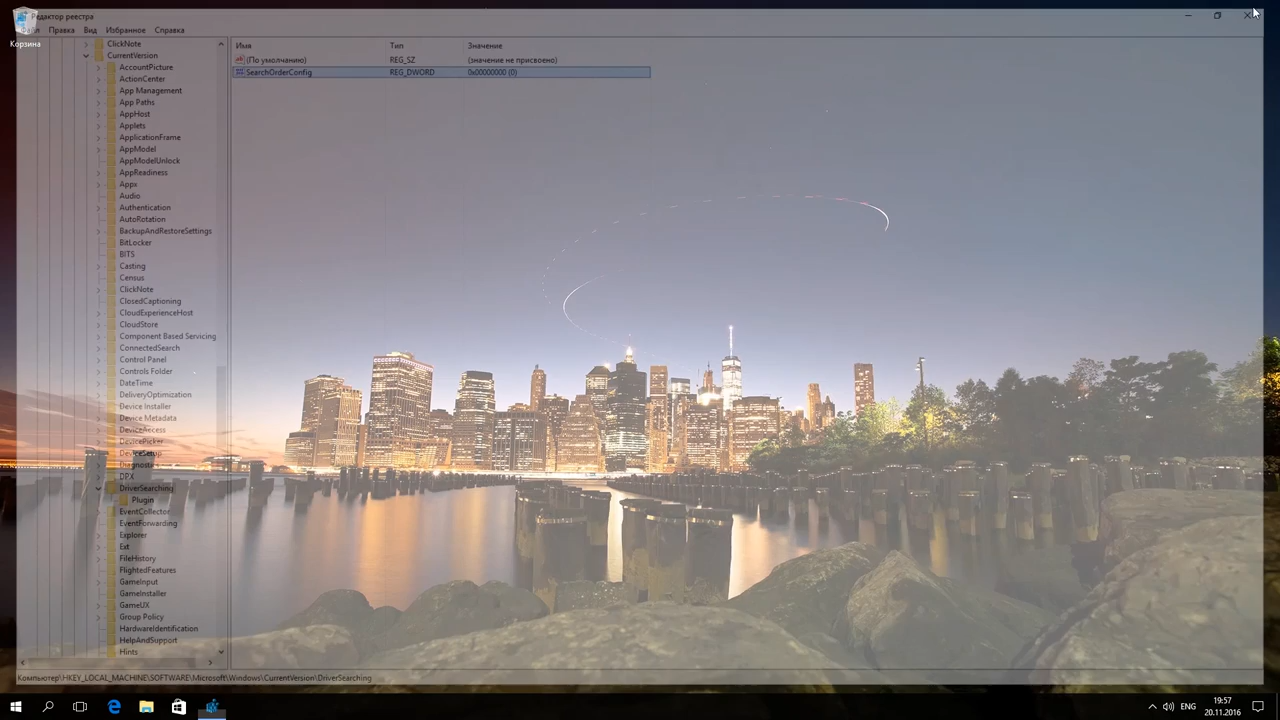 Редактор реестра
Правка Вид Избранное Справка
Корзина
ClickNote
CurrentVersion
AccountPicture
ActionCenter
App Management
App Paths
AppHost
Applets
ApplicationFrame
AppModel
AppModelUnlock
AppReadiness
Appx
Audio
Authentication
AutoRotation
BackupAndRestoreSettings
BitLocker
BITS
Casting
Census
ClickNote
ClosedCaptioning
CloudExperienceHost
CloudStore
Component Based Servicing
ConnectedSearch
Control Panel
Controls Folder
DateTime
DeliveryOptimization
Device Installer
Device Metadata
DeviceAccess
DevicePicker
DeviceSetup
Diagnostics
DPX
DriverSearching
Plugin
EventCollector
EventForwarding
Explorer
Ext
FileHistory
FlightedFeatures
GameInput
GameInstaller
GameUX
Group Policy
HardwareIdentification
HelpAndSupport
Hints
Имя Тип Значение
ab (По умолчанию) REG_SZ (значение не присвоено)
SearchOrderConfig REG_DWORD 0x00000000 (0)
Компьютер\HKEY_LOCAL_MACHINE\SOFTWARE\Microsoft\Windows\CurrentVersion\DriverSearching
ENG
19:57
20.11.2016